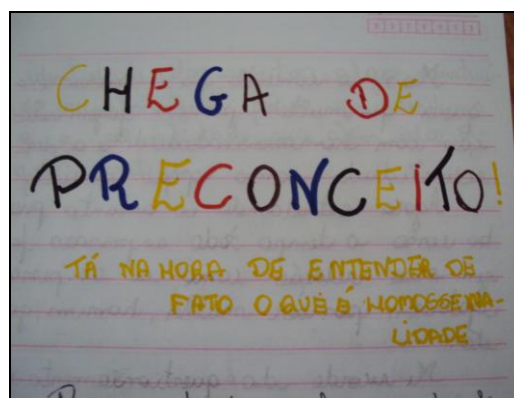 CHEGA DE
PRECONCEITO!
TÁ NA HORA DE ENTENDER DE
FATO O QUE É HOMOSSEXUA-
LIDADE